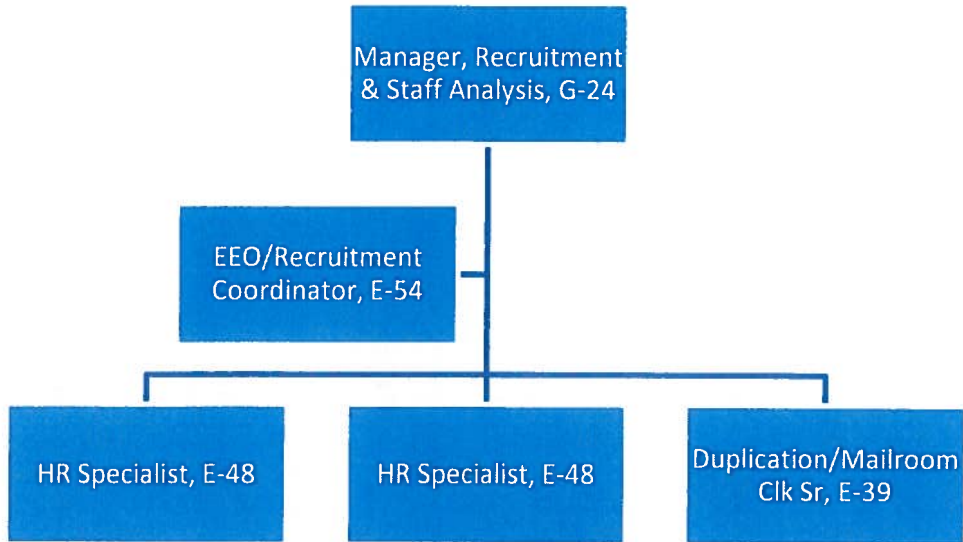 Manager, Recruitment
& Staff Analysis, G-24
EEO/Recruitment
Coordinator, E-54
HR Specialist, E-48
HR Specialist, E-48
Duplication/Mailroom
Clk Sr, E-39